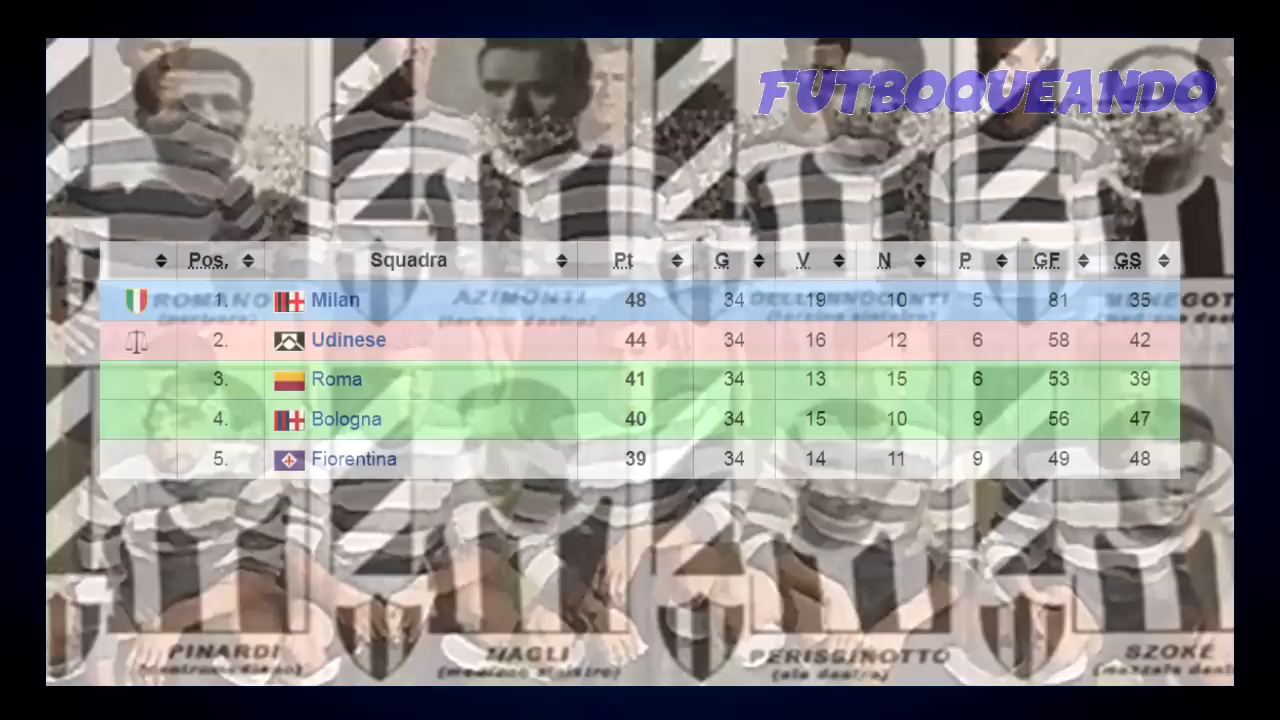 FUTBOQUEANDO
Pos. Squadra Pt G V N P GF GS
1. Milan 48 34 19 10 5 81 35
2. Udinese 44 34 16 12 6 58 42
3. Roma 41 34 13 15 6 53 39
4. Bologna 40 34 15 10 9 56 47
5. Fiorentina 39 34 14 11 9 49 48
ROMANO AZIMONTI
PINARDI MAGLI PERISSINOTTO SZOKE